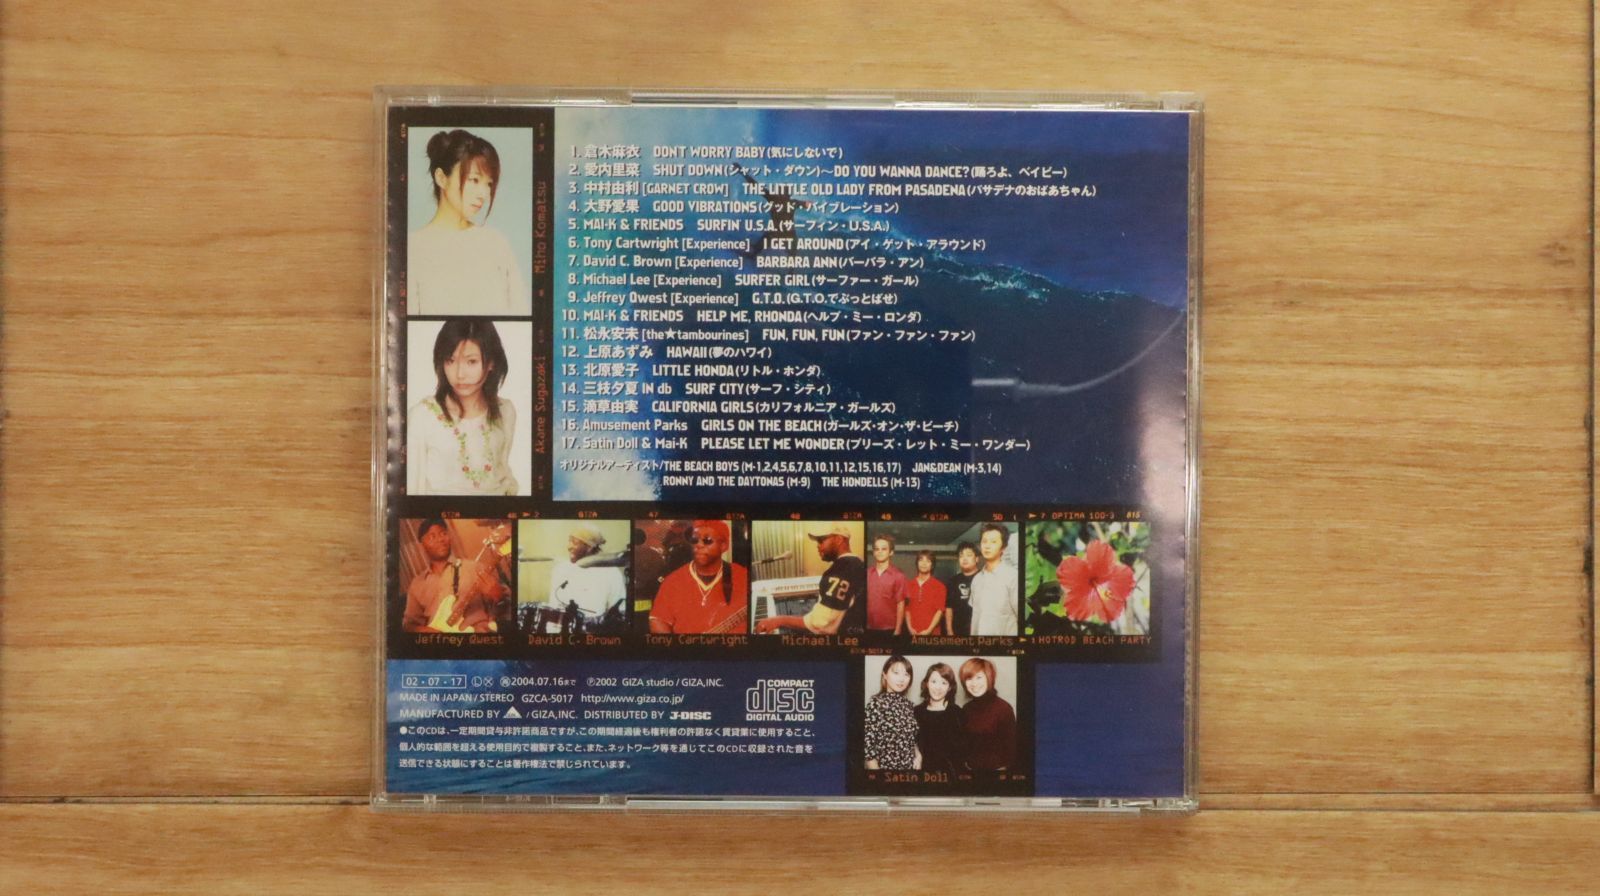 1. 倉木麻衣 DON'T WORRY BABY(気にしないで)
2. 愛内里菜 SHUT DOWN(シャット・ダウン)～DO YOU WANNA DANCE?(踊ろよ、ベイビー)
3. 中村由利[GARNET CROW] THE LITTLE OLD LADY FROM PASADENA(パサデナのおばあちゃん)
4. 大野愛果 GOOD VIBRATIONS(グッド・バイブレーション)
5. MAI-K & FRIENDS SURFIN' U.S.A.(サーフィン・U.S.A.)
6. Tony Cartwright [Experience] I GET AROUND(アイ・ゲット・アラウンド)
7. David C. Brown [Experience] BARBARA ANN(バーバラ・アン)
8. Michael Lee [Experience] SURFER GIRL(サーファー・ガール)
9. Jeffrey Qwest [Experience] G.T.O.(G.T.O.でぶっとばせ)
10. MAI-K & FRIENDS HELP ME, RHONDA(ヘルプ・ミー・ロンダ)
11. 松永安未[the★tambourines] FUN, FUN, FUN(ファン・ファン・ファン)
12. 上原あずみ HAWAII(夢のハワイ)
13. 北原愛子 LITTLE HONDA(リトル・ホンダ)
14. 三枝夕夏 IN db SURF CITY(サーフ・シティ)
15. 滴草由実 CALIFORNIA GIRLS(カリフォルニア・ガールズ)
16. Amusement Parks GIRLS ON THE BEACH(ガールズ・オン・ザ・ビーチ)
17. Satin Doll & Mai-K PLEASE LET ME WONDER(プリーズ・レット・ミー・ワンダー)
オリジナルアーティスト/THE BEACH BOYS (M-1,2,4,5,6,7,8,10,11,12,15,16,17) JAN&DEAN (M-3,14)
RONNY AND THE DAYTONAS (M-9) THE HONDELLS (M-13)
Miho Komatsu
Akane Sugazaki
GIZA 48 2 GIZA 47 GIZA 48 GIZA 49 GIZA 50 7 OPTIMA 100-3 815
Jeffrey Qwest David C. Brown Tony Cartwright Michael Lee Amusement Parks 1 HOTROD BEACH PARTY
Satin Doll
02・07・17 L X 2004.07.16まで ℗2002 GIZA studio / GIZA,INC.
MADE IN JAPAN / STEREO GZCA-5017 http://www.giza.co.jp/
MANUFACTURED BY / GIZA,INC. DISTRIBUTED BY J-DISC
COMPACT disc DIGITAL AUDIO
●このCDは、一定期間貸与非許諾商品ですが、この期間経過後も権利者の許諾なく賃貸業に使用すること、
個人的な範囲を超える使用目的で複製すること、また、ネットワーク等を通じてこのCDに収録された音を
送信できる状態にすることは著作権法で禁じられています。